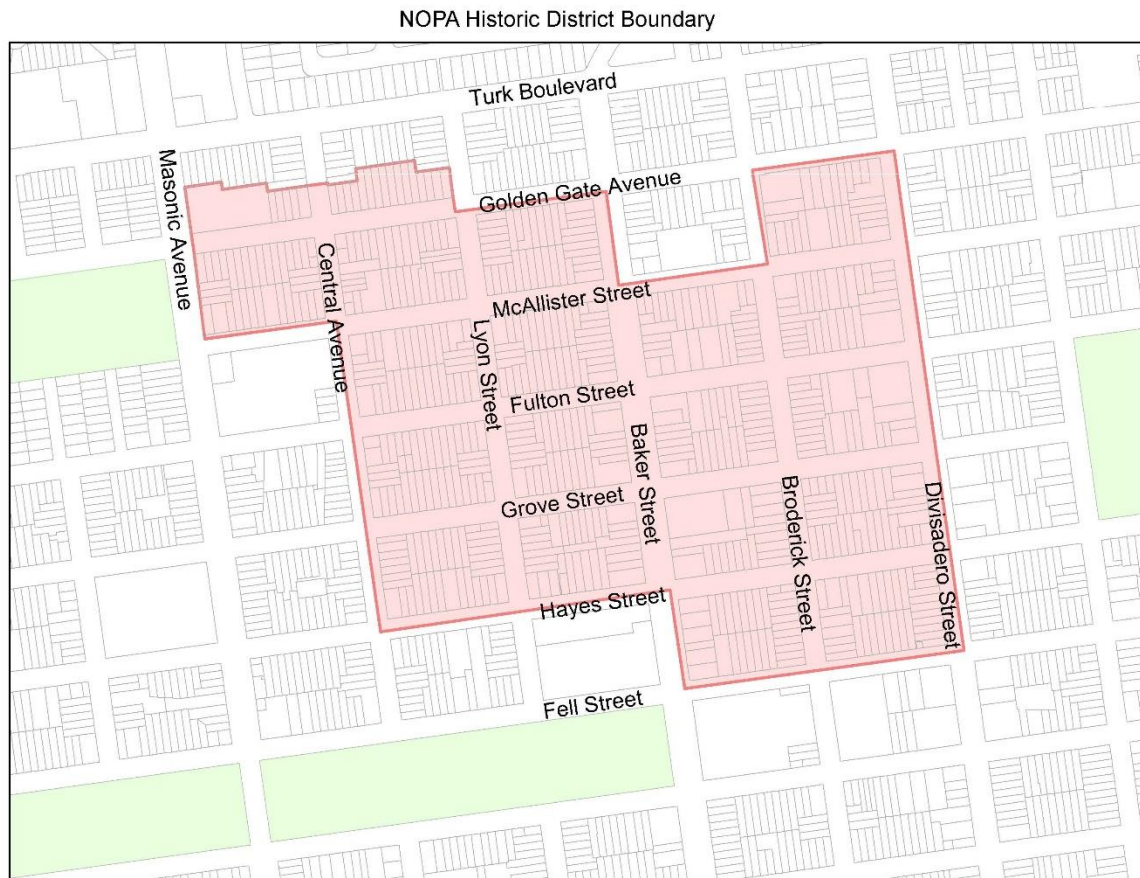 NOPA Historic District Boundary
Turk Boulevard
Masonic Avenue
Golden Gate Avenue
Central Avenue
McAllister Street
Lyon Street
Fulton Street
Baker Street
Grove Street
Broderick Street
Divisadero Street
Hayes Street
Fell Street